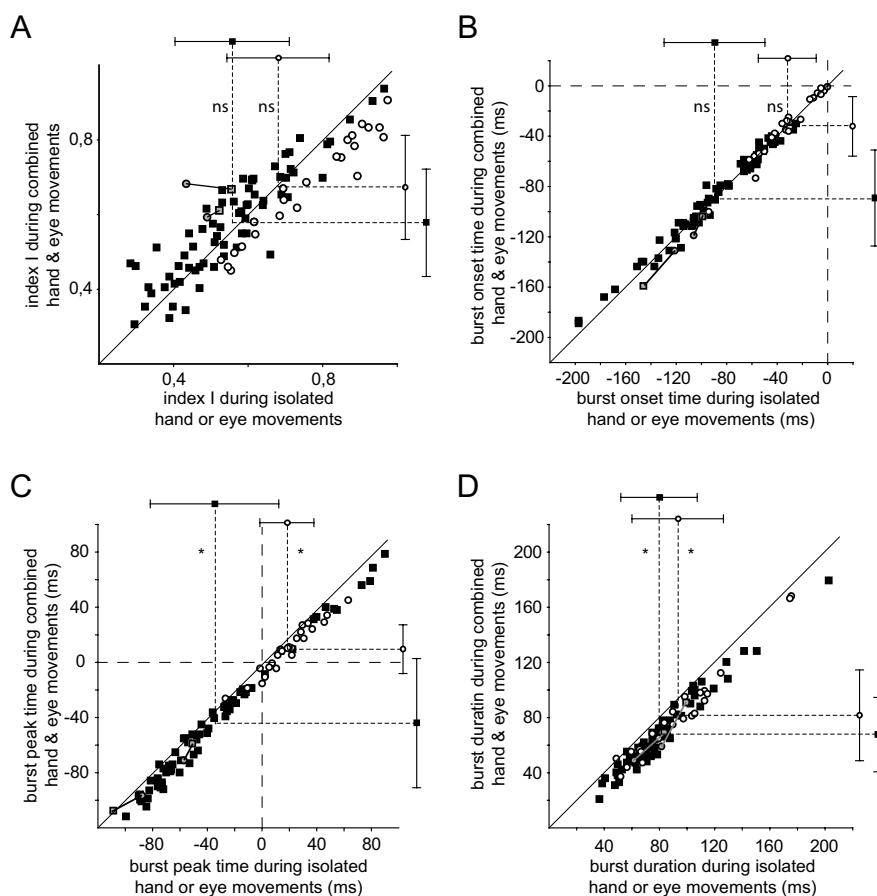 A
ns
ns
0,8
0,4
0,4
0,8
index I during combined
hand & eye movements
index I during isolated
hand or eye movements
B
ns
ns
0
-40
-80
-120
-160
-200
-200
-160
-120
-80
-40
0
burst onset time during combined
hand & eye movements (ms)
burst onset time during isolated
hand or eye movements (ms)
C
*
*
80
40
0
-40
-80
-80
-40
0
40
80
burst peak time during combined
hand & eye movements (ms)
burst peak time during isolated
hand or eye movements (ms)
D
*
*
200
160
120
80
40
40
80
120
160
200
burst duratin during combined
hand & eye movements (ms)
burst duration during isolated
hand or eye movements (ms)